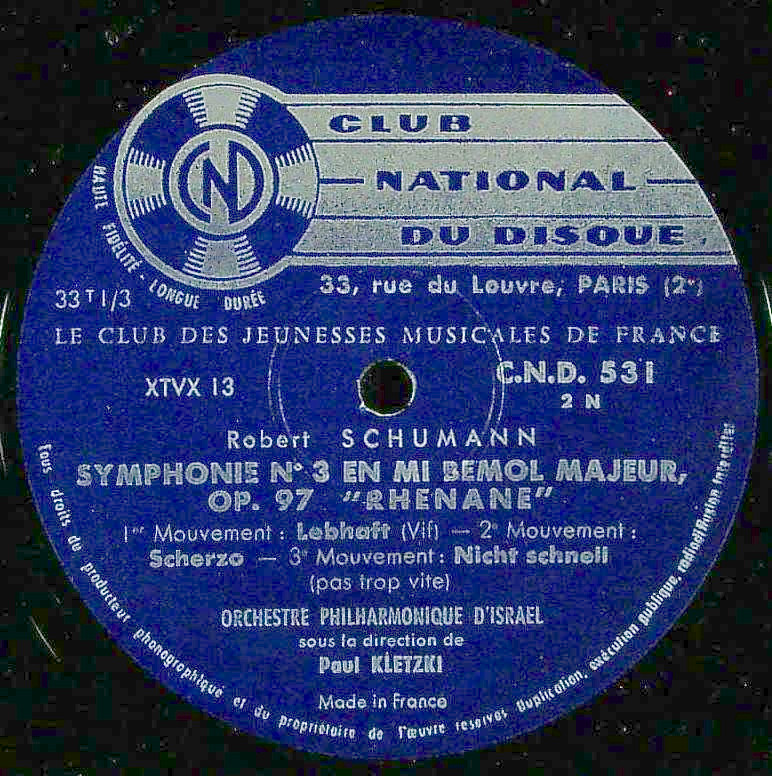 CLUB
NATIONAL
DU DISQUE
CND
HAUTE FIDÉLITÉ - LONGUE DURÉE
33, rue du Louvre, PARIS (2ᵉ)
33 T 1/3
LE CLUB DES JEUNESSES MUSICALES DE FRANCE
XTVX 13
C.N.D. 531
2 N
Robert SCHUMANN
SYMPHONIE N° 3 EN MI BEMOL MAJEUR,
OP. 97 "RHENANE"
1ᵉʳ Mouvement : Lebhaft (Vif) — 2ᵉ Mouvement :
Scherzo — 3ᵉ Mouvement : Nicht schnell
(pas trop vite)
ORCHESTRE PHILHARMONIQUE D'ISRAEL
sous la direction de
Paul KLETZKI
Made in France
Tous droits de producteur phonographique et du propriétaire de l'œuvre reservés Duplication, exécution publique, radiodiffusion interdites